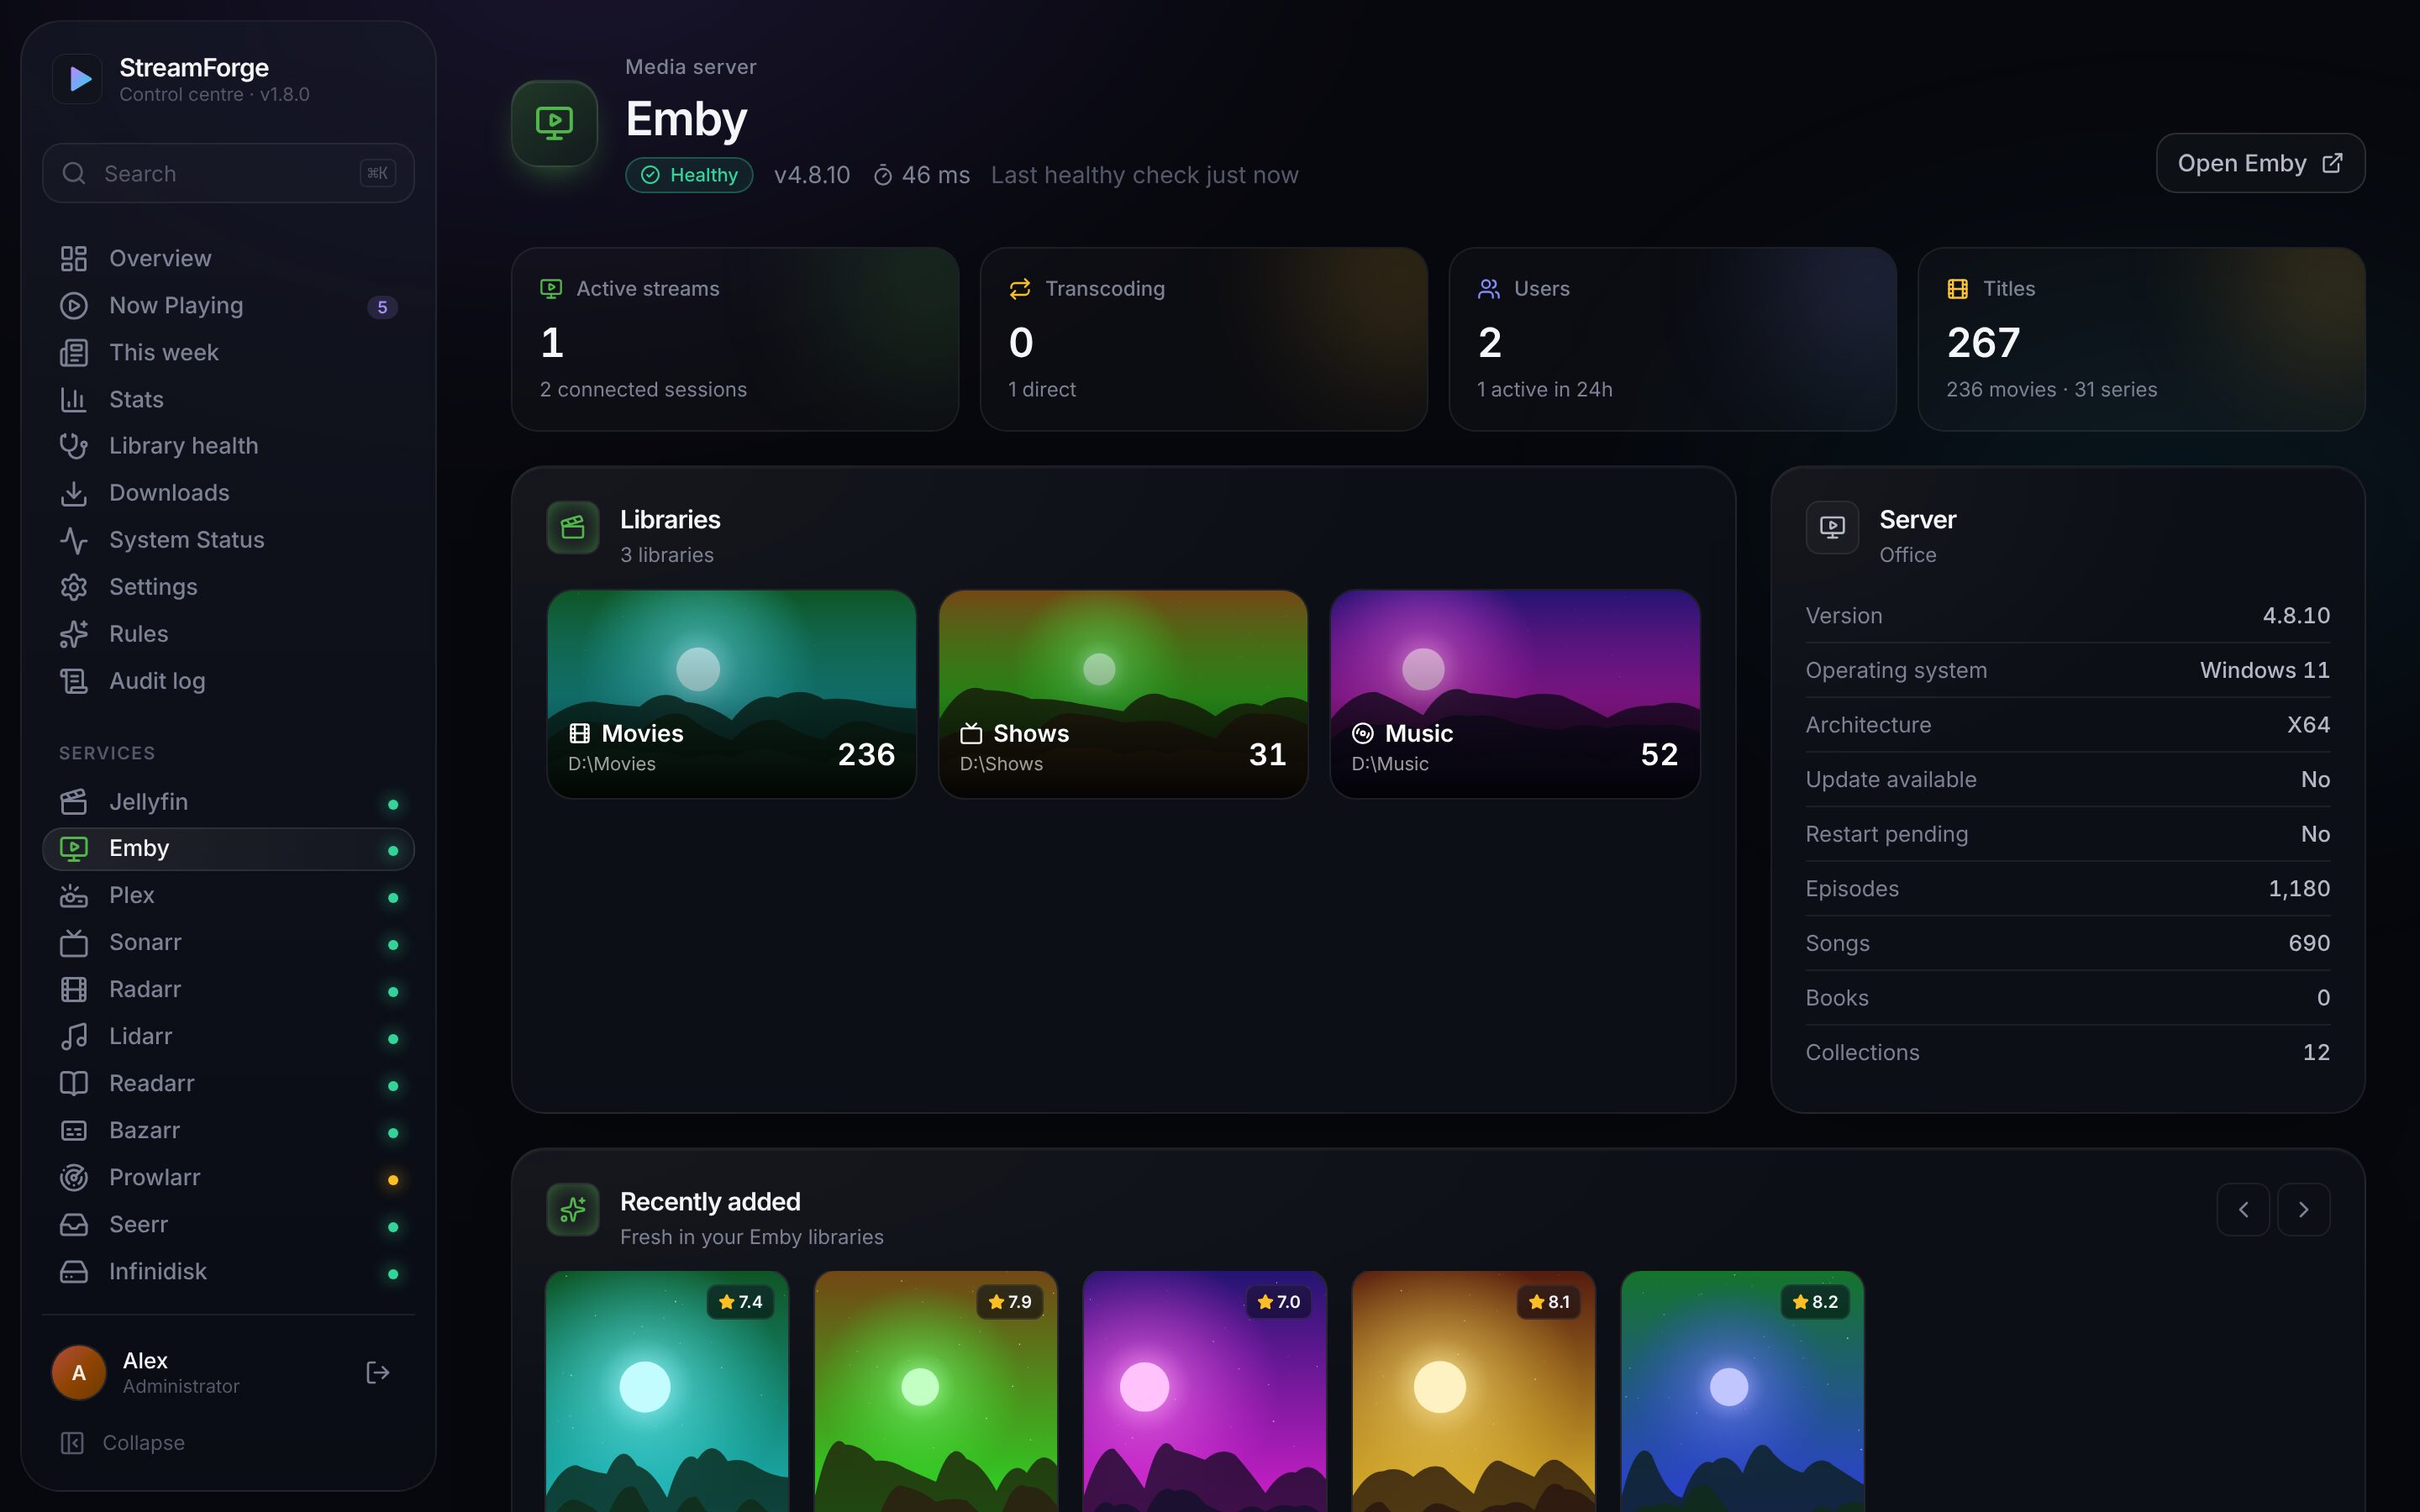 StreamForge
Control centre · v1.8.0
Search
⌘K
Overview
Now Playing
5
This week
Stats
Library health
Downloads
System Status
Settings
Rules
Audit log
SERVICES
Jellyfin
Emby
Plex
Sonarr
Radarr
Lidarr
Readarr
Bazarr
Prowlarr
Seerr
Infinidisk
A
Alex
Administrator
Collapse
Media server
Emby
Healthy
v4.8.10
46 ms
Last healthy check just now
Open Emby
Active streams
1
2 connected sessions
Transcoding
0
1 direct
Users
2
1 active in 24h
Titles
267
236 movies · 31 series
Libraries
3 libraries
Movies
D:\Movies
236
Shows
D:\Shows
31
Music
D:\Music
52
Server
Office
Version 4.8.10
Operating system Windows 11
Architecture X64
Update available No
Restart pending No
Episodes 1,180
Songs 690
Books 0
Collections 12
Recently added
Fresh in your Emby libraries
7.4
7.9
7.0
8.1
8.2